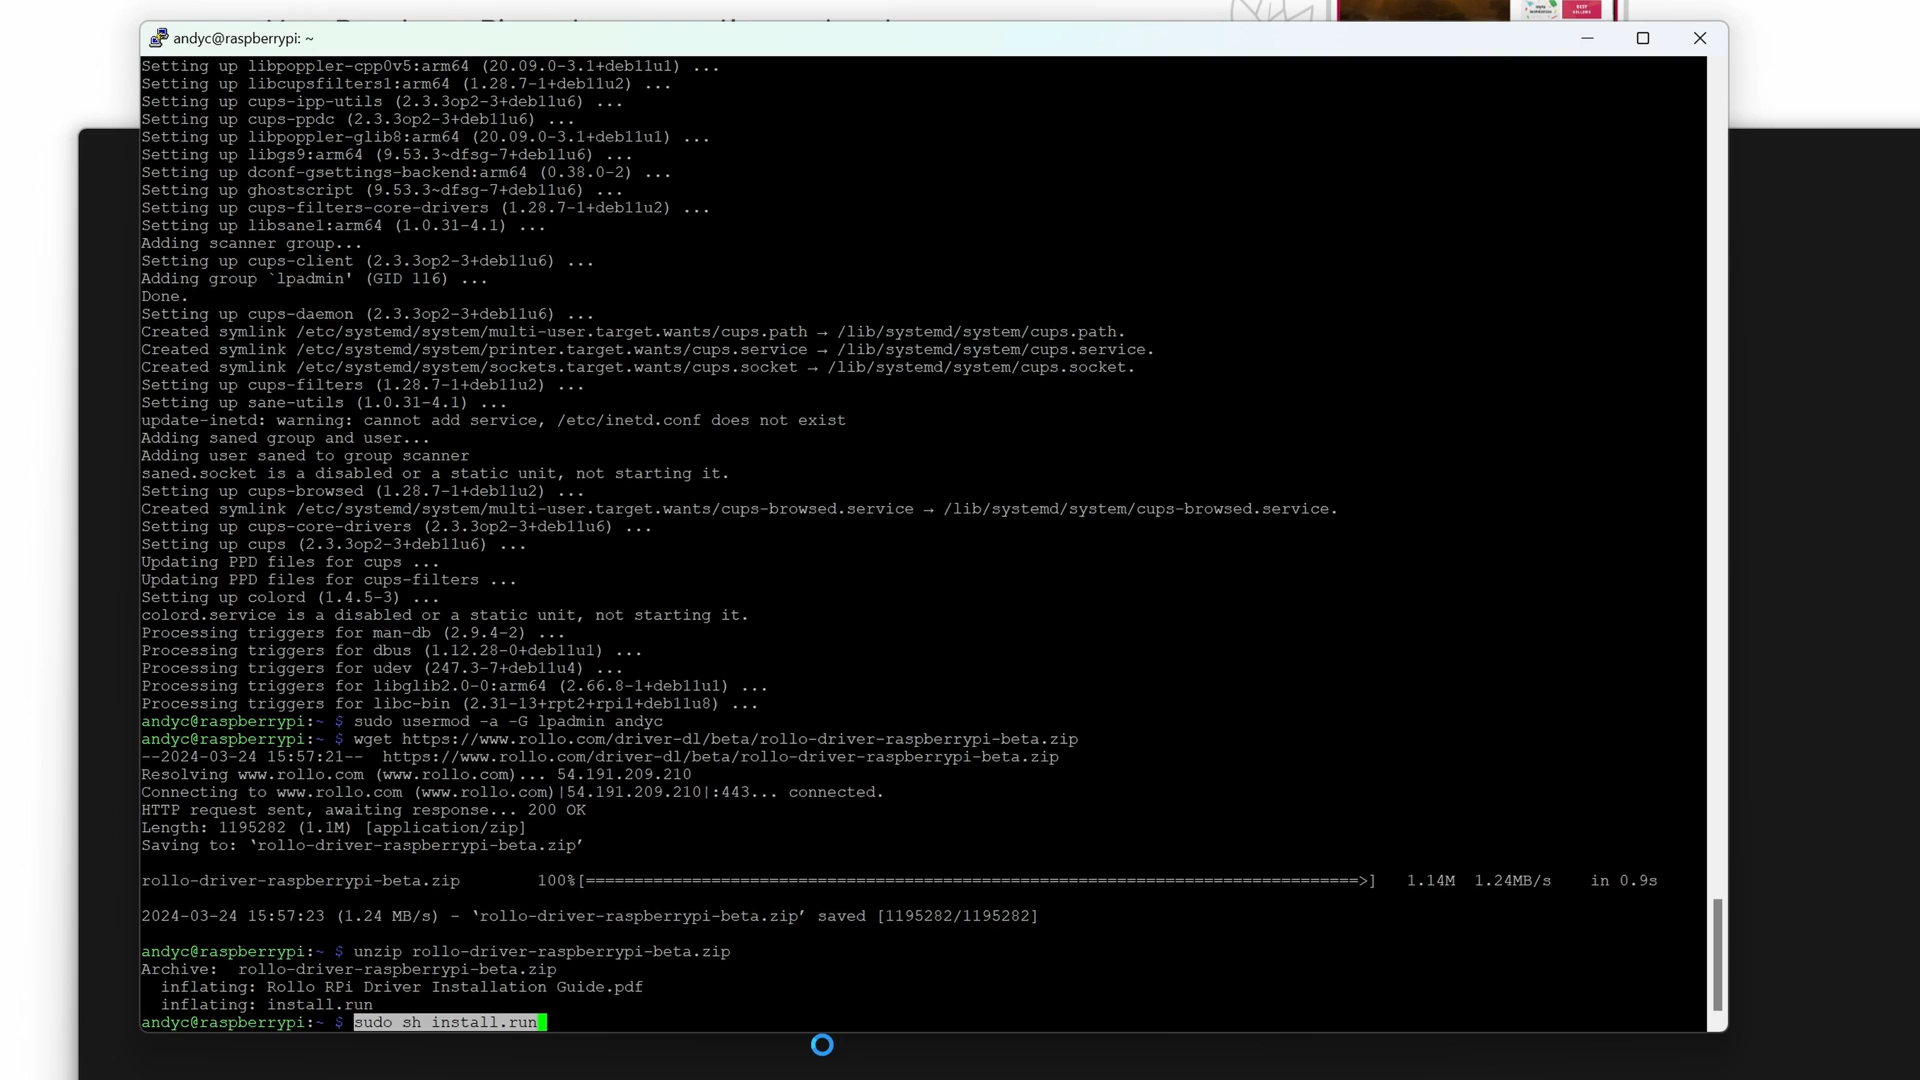 andyc@raspberrypi: ~
Setting up libpoppler-cpp0v5:arm64 (20.09.0-3.1+deb11u1) ...
Setting up libcupsfilters1:arm64 (1.28.7-1+deb11u2) ...
Setting up cups-ipp-utils (2.3.3op2-3+deb11u6) ...
Setting up cups-ppdc (2.3.3op2-3+deb11u6) ...
Setting up libpoppler-glib8:arm64 (20.09.0-3.1+deb11u1) ...
Setting up libgs9:arm64 (9.53.3~dfsg-7+deb11u6) ...
Setting up dconf-gsettings-backend:arm64 (0.38.0-2) ...
Setting up ghostscript (9.53.3~dfsg-7+deb11u6) ...
Setting up cups-filters-core-drivers (1.28.7-1+deb11u2) ...
Setting up libsane1:arm64 (1.0.31-4.1) ...
Adding scanner group...
Setting up cups-client (2.3.3op2-3+deb11u6) ...
Adding group `lpadmin' (GID 116) ...
Done.
Setting up cups-daemon (2.3.3op2-3+deb11u6) ...
Created symlink /etc/systemd/system/multi-user.target.wants/cups.path → /lib/systemd/system/cups.path.
Created symlink /etc/systemd/system/printer.target.wants/cups.service → /lib/systemd/system/cups.service.
Created symlink /etc/systemd/system/sockets.target.wants/cups.socket → /lib/systemd/system/cups.socket.
Setting up cups-filters (1.28.7-1+deb11u2) ...
Setting up sane-utils (1.0.31-4.1) ...
update-inetd: warning: cannot add service, /etc/inetd.conf does not exist
Adding saned group and user...
Adding user saned to group scanner
saned.socket is a disabled or a static unit, not starting it.
Setting up cups-browsed (1.28.7-1+deb11u2) ...
Created symlink /etc/systemd/system/multi-user.target.wants/cups-browsed.service → /lib/systemd/system/cups-browsed.service.
Setting up cups-core-drivers (2.3.3op2-3+deb11u6) ...
Setting up cups (2.3.3op2-3+deb11u6) ...
Updating PPD files for cups ...
Updating PPD files for cups-filters ...
Setting up colord (1.4.5-3) ...
colord.service is a disabled or a static unit, not starting it.
Processing triggers for man-db (2.9.4-2) ...
Processing triggers for dbus (1.12.28-0+deb11u1) ...
Processing triggers for udev (247.3-7+deb11u4) ...
Processing triggers for libglib2.0-0:arm64 (2.66.8-1+deb11u1) ...
Processing triggers for libc-bin (2.31-13+rpt2+rpi1+deb11u8) ...
andyc@raspberrypi:~ $ sudo usermod -a -G lpadmin andyc
andyc@raspberrypi:~ $ wget https://www.rollo.com/driver-dl/beta/rollo-driver-raspberrypi-beta.zip
--2024-03-24 15:57:21--  https://www.rollo.com/driver-dl/beta/rollo-driver-raspberrypi-beta.zip
Resolving www.rollo.com (www.rollo.com)... 54.191.209.210
Connecting to www.rollo.com (www.rollo.com)|54.191.209.210|:443... connected.
HTTP request sent, awaiting response... 200 OK
Length: 1195282 (1.1M) [application/zip]
Saving to: ‘rollo-driver-raspberrypi-beta.zip’
rollo-driver-raspberrypi-beta.zip        100%[================================================================================>]   1.14M  1.24MB/s    in 0.9s
2024-03-24 15:57:23 (1.24 MB/s) - ‘rollo-driver-raspberrypi-beta.zip’ saved [1195282/1195282]
andyc@raspberrypi:~ $ unzip rollo-driver-raspberrypi-beta.zip
Archive:  rollo-driver-raspberrypi-beta.zip
  inflating: Rollo RPi Driver Installation Guide.pdf
  inflating: install.run
andyc@raspberrypi:~ $ sudo sh install.run